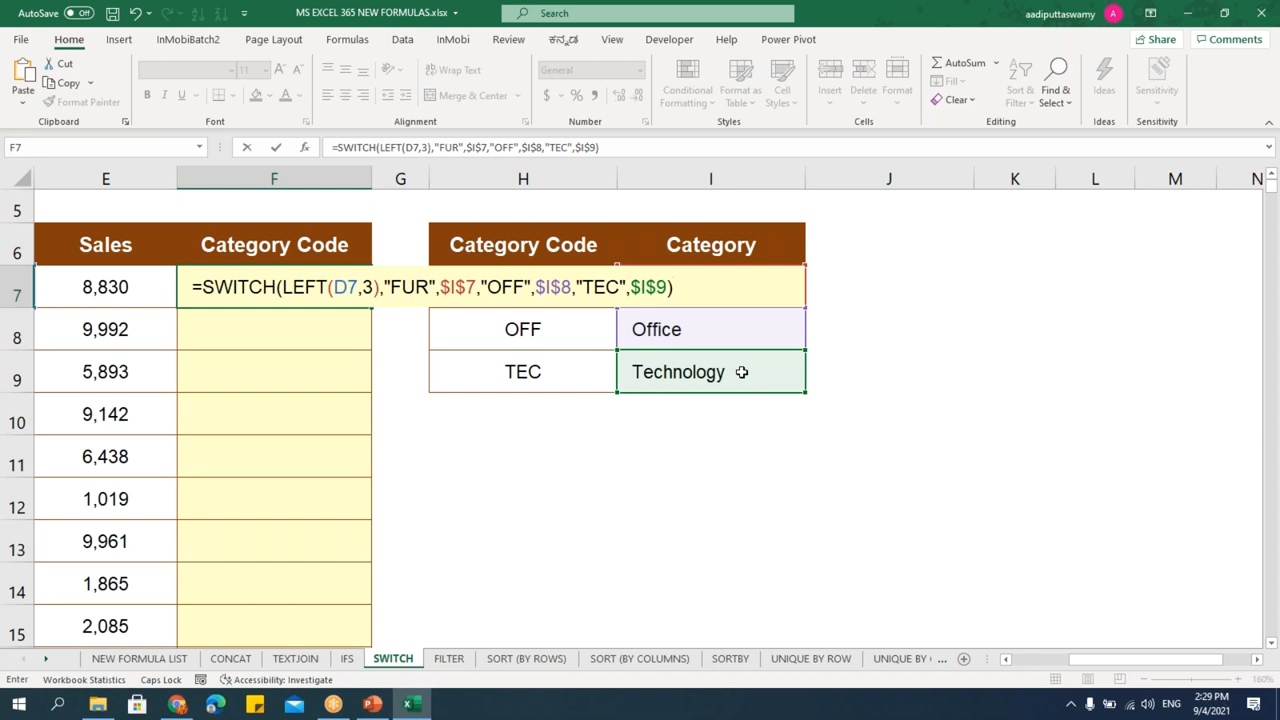 AutoSave Off MS EXCEL 365 NEW FORMULAS.xlsx Search aadiputtaswamy A
File Home Insert InMobiBatch2 Page Layout Formulas Data InMobi Review ಕನ್ನಡ View Developer Help Power Pivot Share Comments
Cut
Copy
Format Painter
Paste
Clipboard
11
B I U
Font
Wrap Text
Merge & Center
Alignment
General
$ % ,
Number
Conditional Formatting
Format as Table
Cell Styles
Styles
Insert Delete Format
Cells
AutoSum
Fill
Clear
Sort & Filter
Find & Select
Editing
Ideas
Ideas
Sensitivity
Sensitivity
F7 fx =SWITCH(LEFT(D7,3),"FUR",$I$7,"OFF",$I$8,"TEC",$I$9)
E F G H I J K L M N
5
6 Sales Category Code Category Code Category
7 8,830 =SWITCH(LEFT(D7,3),"FUR",$I$7,"OFF",$I$8,"TEC",$I$9)
8 9,992 OFF Office
9 5,893 TEC Technology
10 9,142
11 6,438
12 1,019
13 9,961
14 1,865
15 2,085
NEW FORMULA LIST CONCAT TEXTJOIN IFS SWITCH FILTER SORT (BY ROWS) SORT (BY COLUMNS) SORTBY UNIQUE BY ROW UNIQUE BY ( ...
Enter Workbook Statistics Caps Lock Accessibility: Investigate 160%
ENG 2:29 PM
9/4/2021